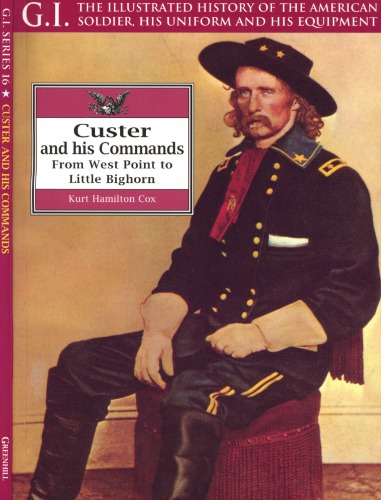 G.I. THE ILLUSTRATED HISTORY OF THE AMERICAN
SOLDIER, HIS UNIFORM AND HIS EQUIPMENT
Custer
and his Commands
From West Point to
Little Bighorn
Kurt Hamilton Cox
G.I. SERIES 16 ★ CUSTER AND HIS COMMANDS
GREENHILL